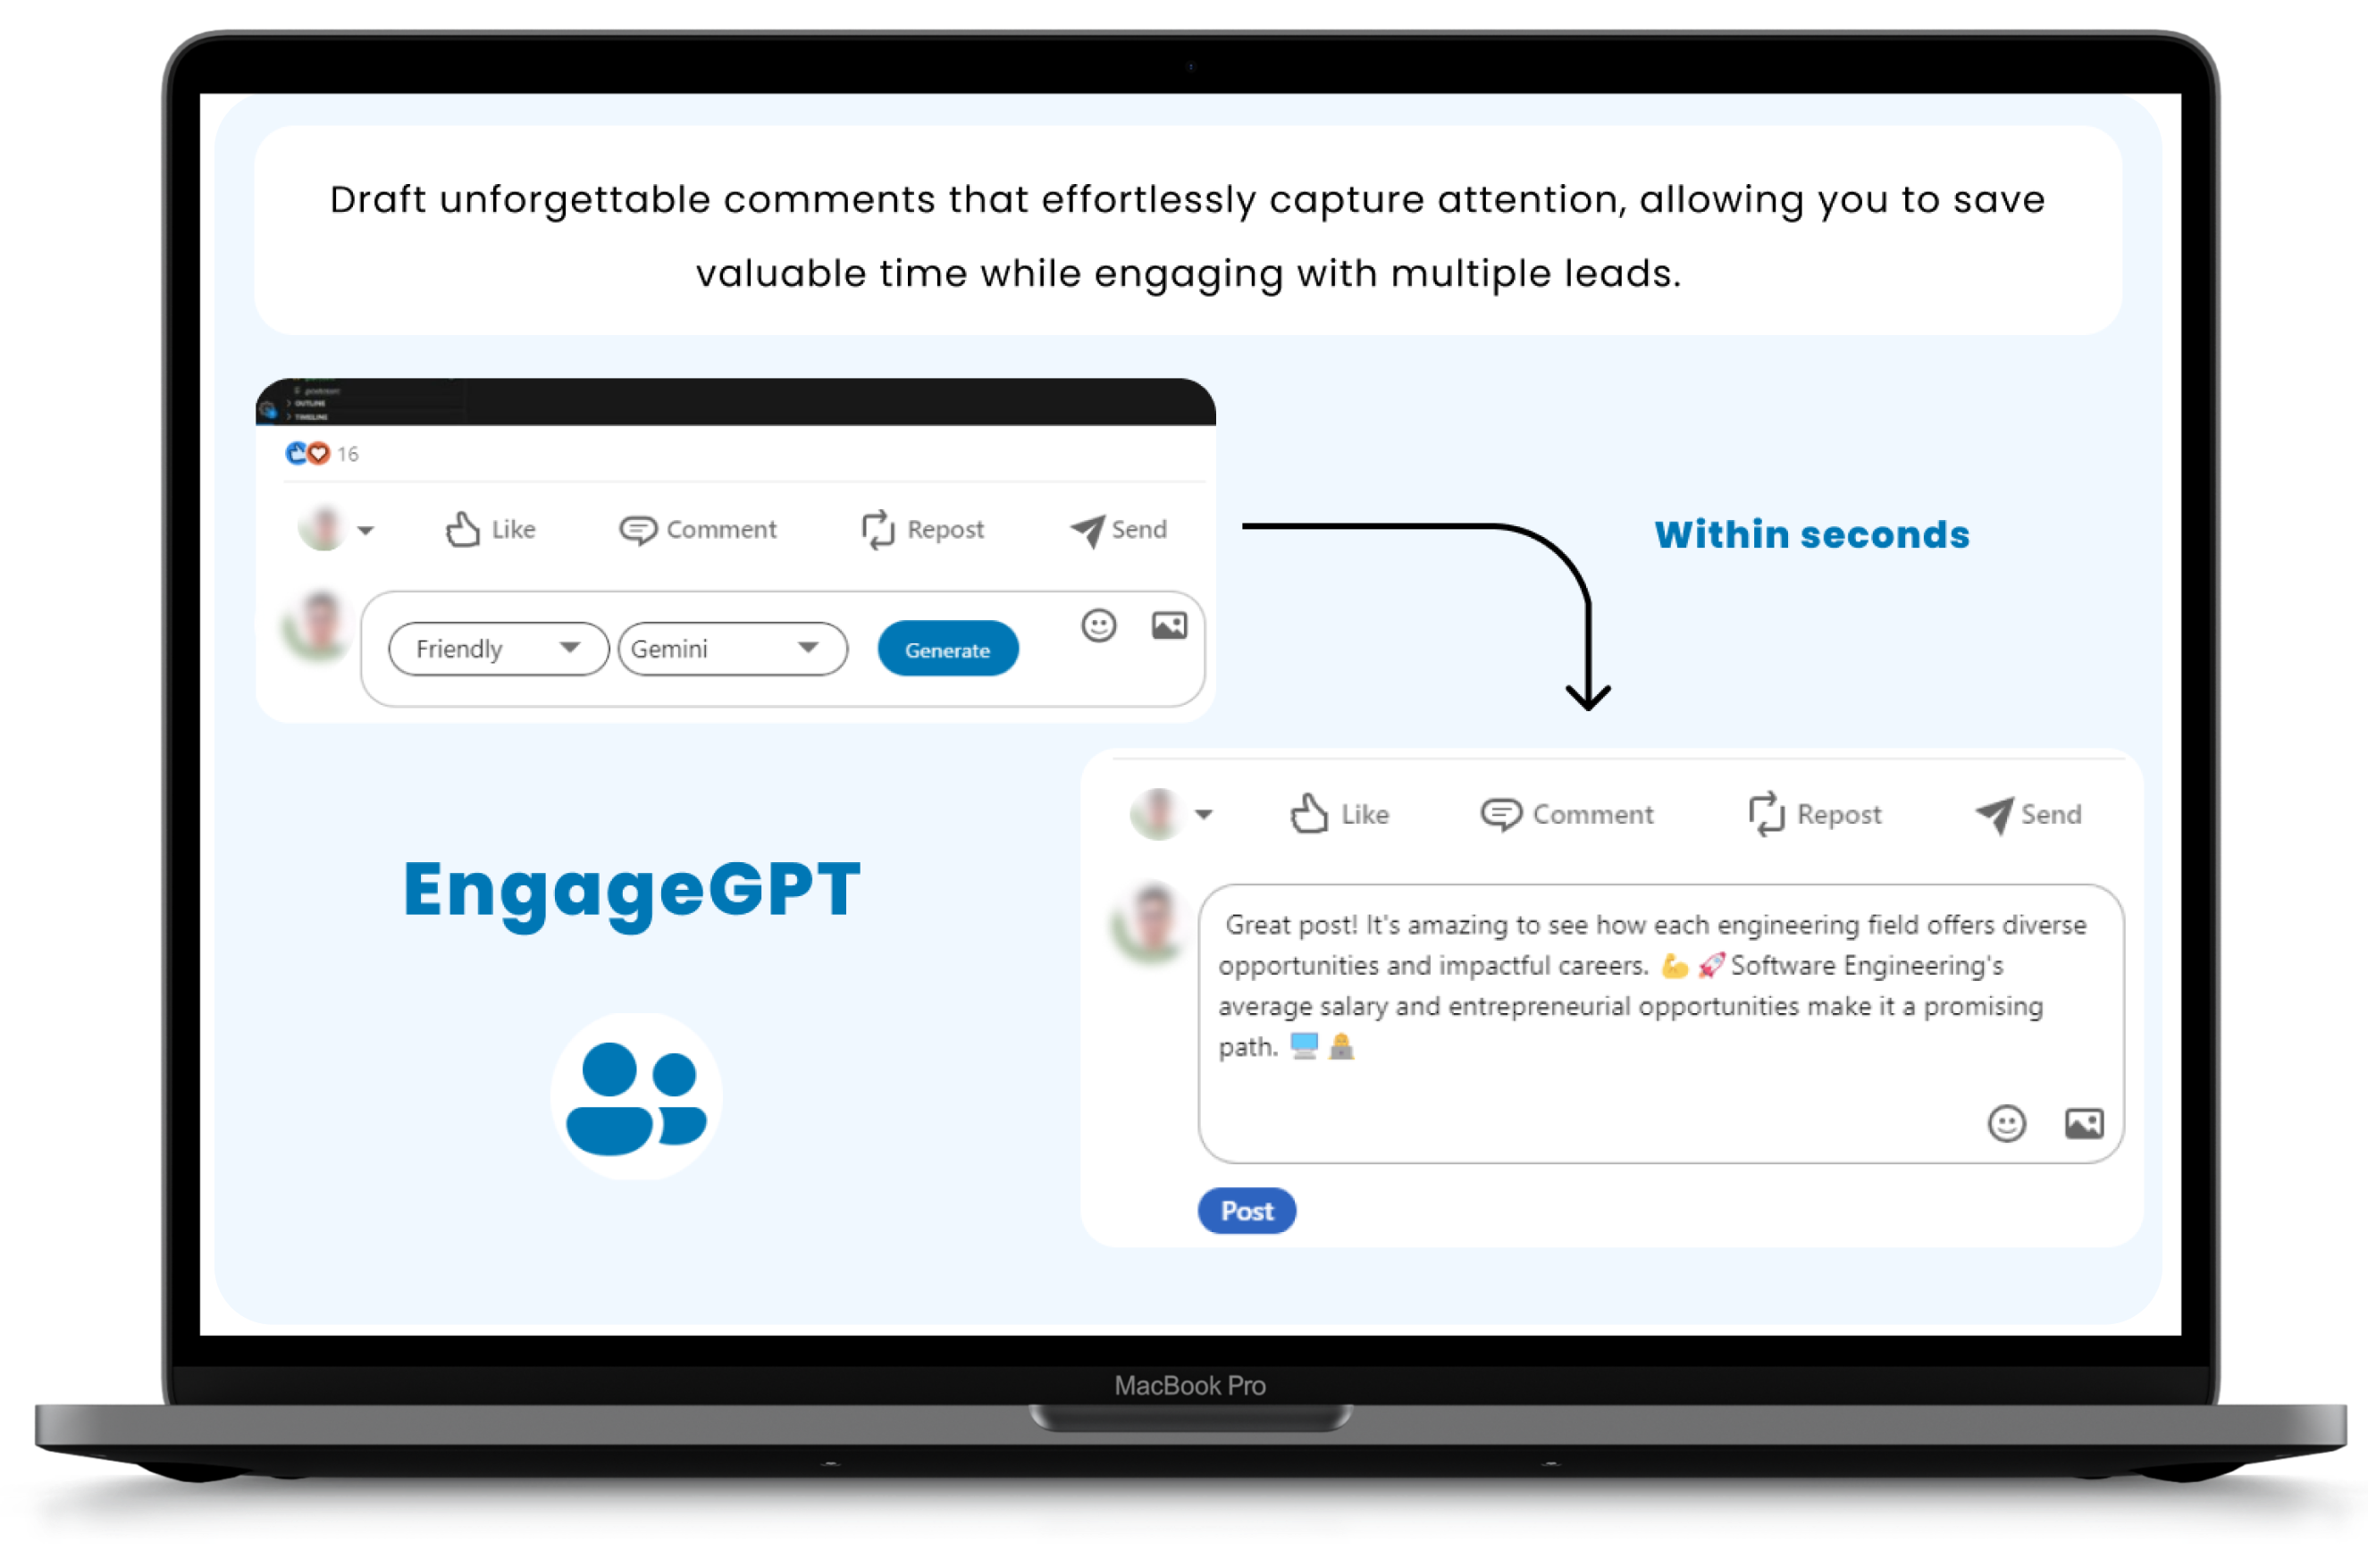 Draft unforgettable comments that effortlessly capture attention, allowing you to save
valuable time while engaging with multiple leads.
OUTLINE
TIMELINE
16
Like Comment Repost Send
Friendly Gemini Generate
Within seconds
EngageGPT
Like Comment Repost Send
Great post! It's amazing to see how each engineering field offers diverse
opportunities and impactful careers. 💪 🚀 Software Engineering's
average salary and entrepreneurial opportunities make it a promising
path. 🖥️ 🧑‍💻
Post
MacBook Pro